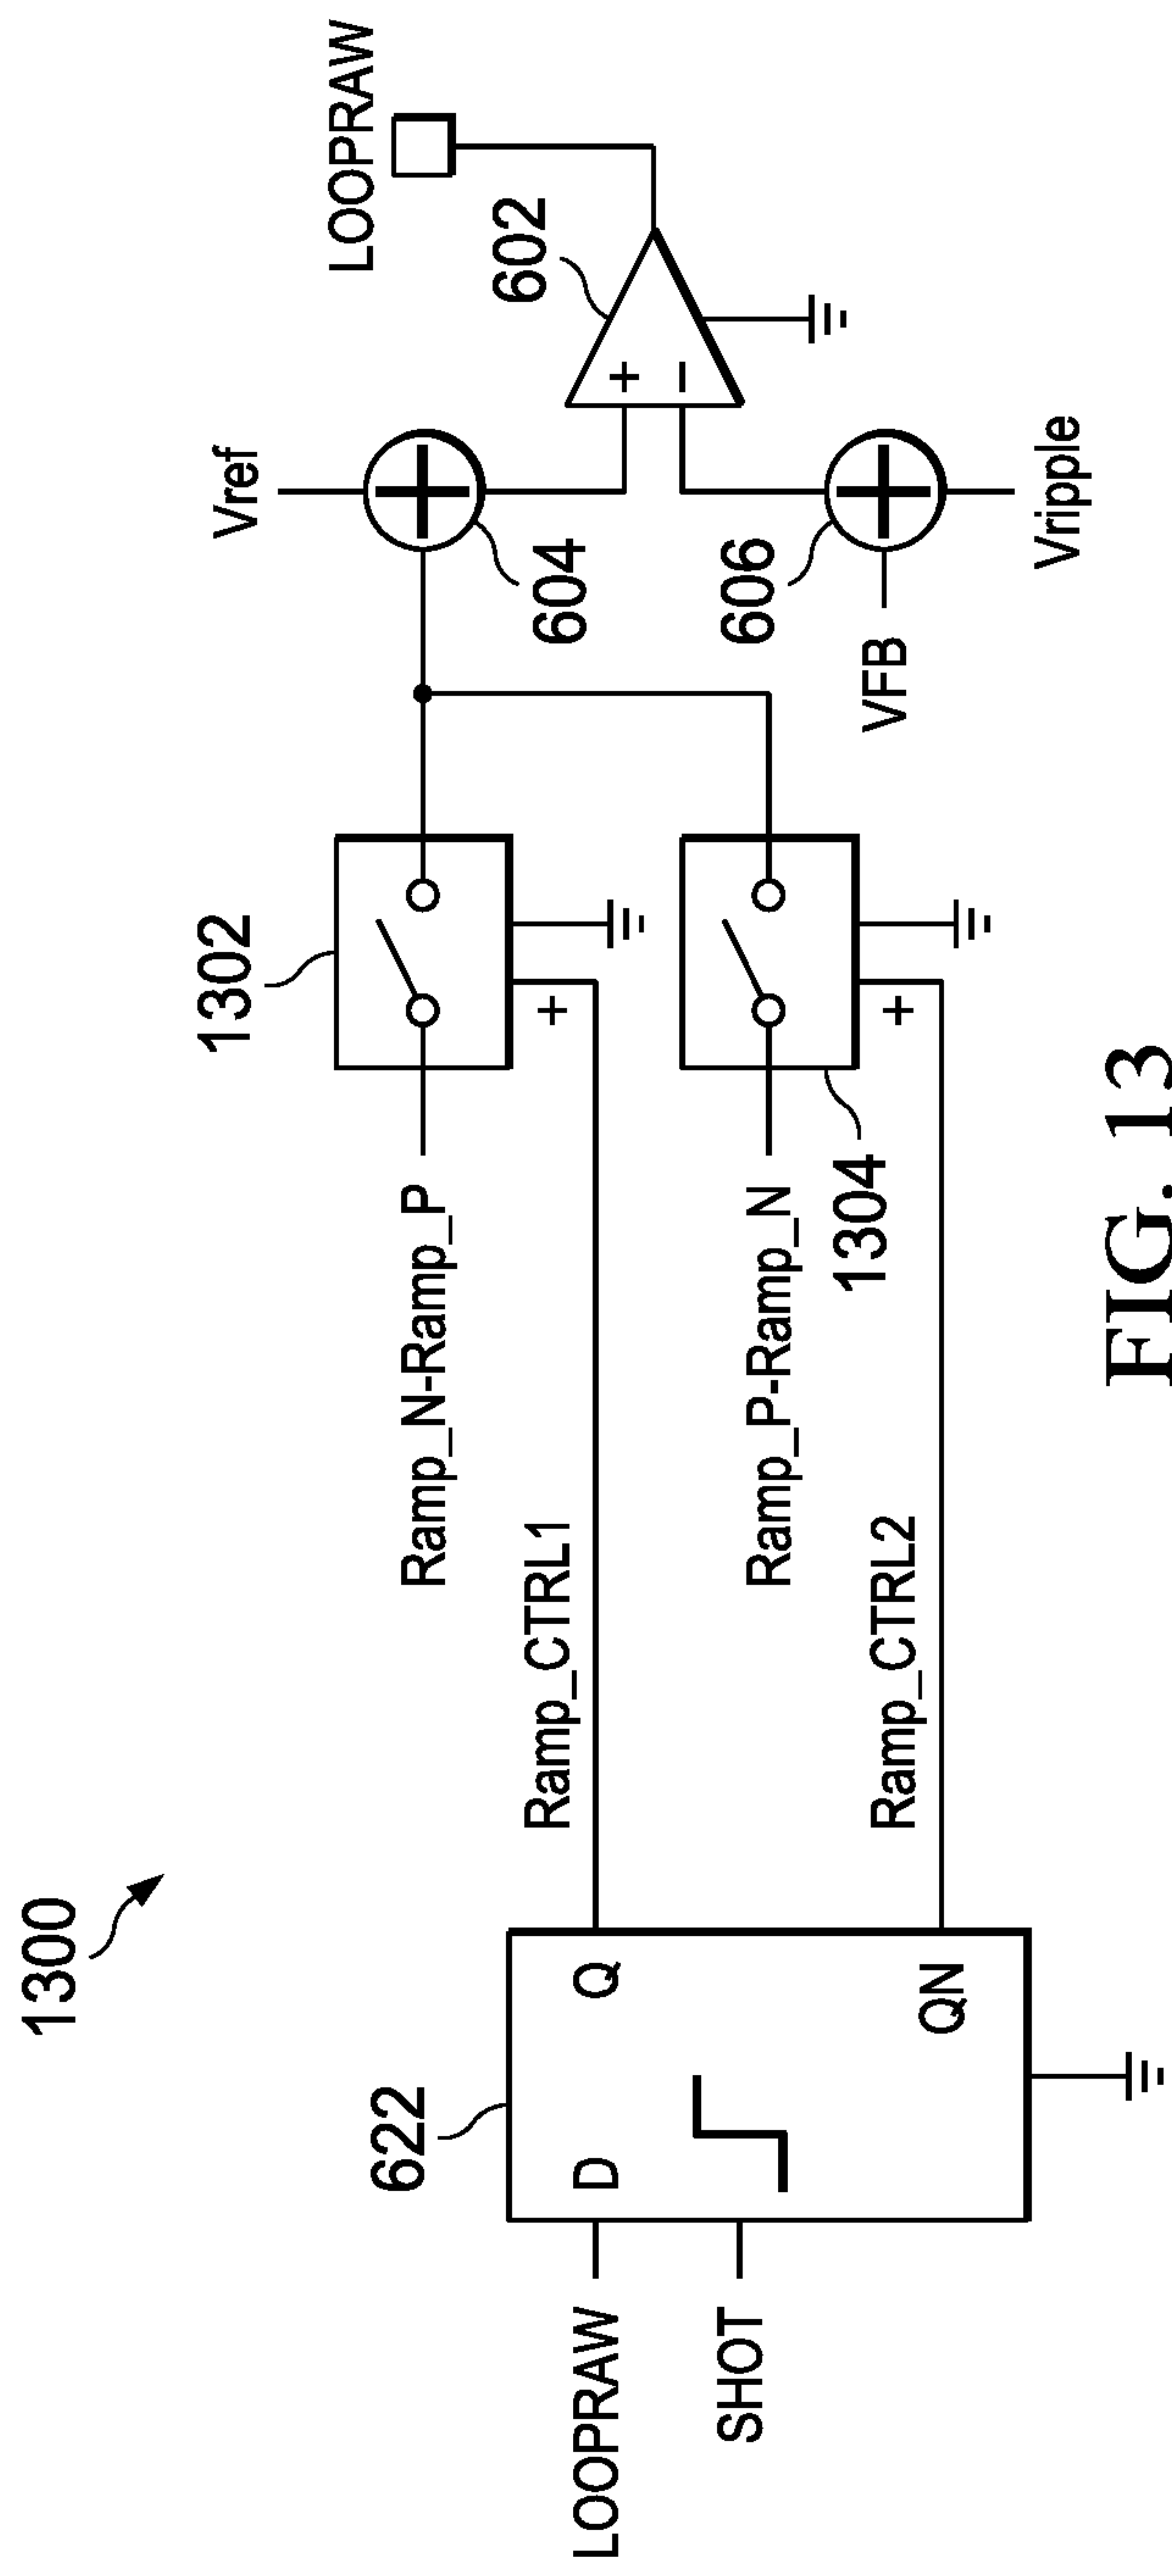 1300
LOOPRAW
Vref
1302
602
+
−
604
Ramp_N-Ramp_P
+
606
VFB
Vripple
Ramp_CTRL1
622
D
Q
QN
LOOPRAW
SHOT
Ramp_P-Ramp_N
1304
+
Ramp_CTRL2
FIG. 13